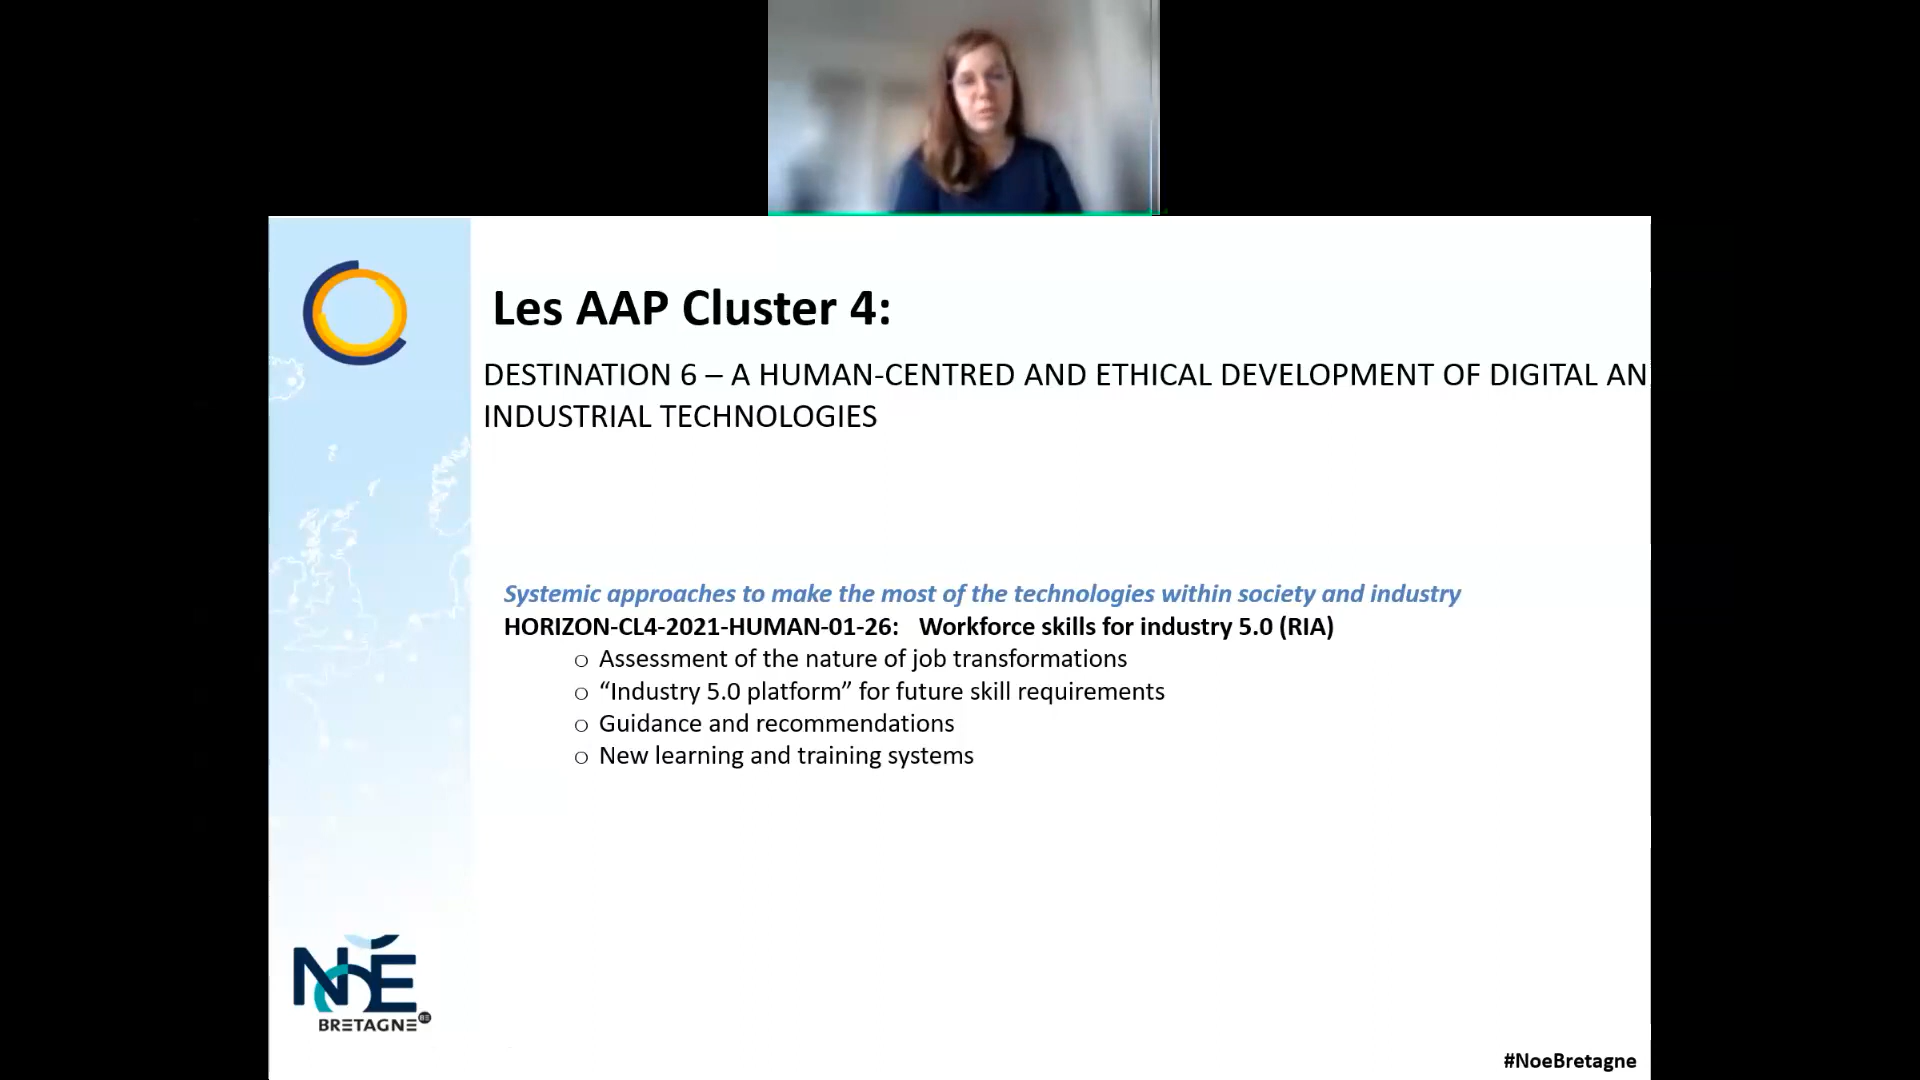 Les AAP Cluster 4:
DESTINATION 6 – A HUMAN-CENTRED AND ETHICAL DEVELOPMENT OF DIGITAL AN
INDUSTRIAL TECHNOLOGIES
Systemic approaches to make the most of the technologies within society and industry
HORIZON-CL4-2021-HUMAN-01-26: Workforce skills for industry 5.0 (RIA)
o Assessment of the nature of job transformations
o “Industry 5.0 platform” for future skill requirements
o Guidance and recommendations
o New learning and training systems
NOÉ
BRETAGNE
#NoeBretagne